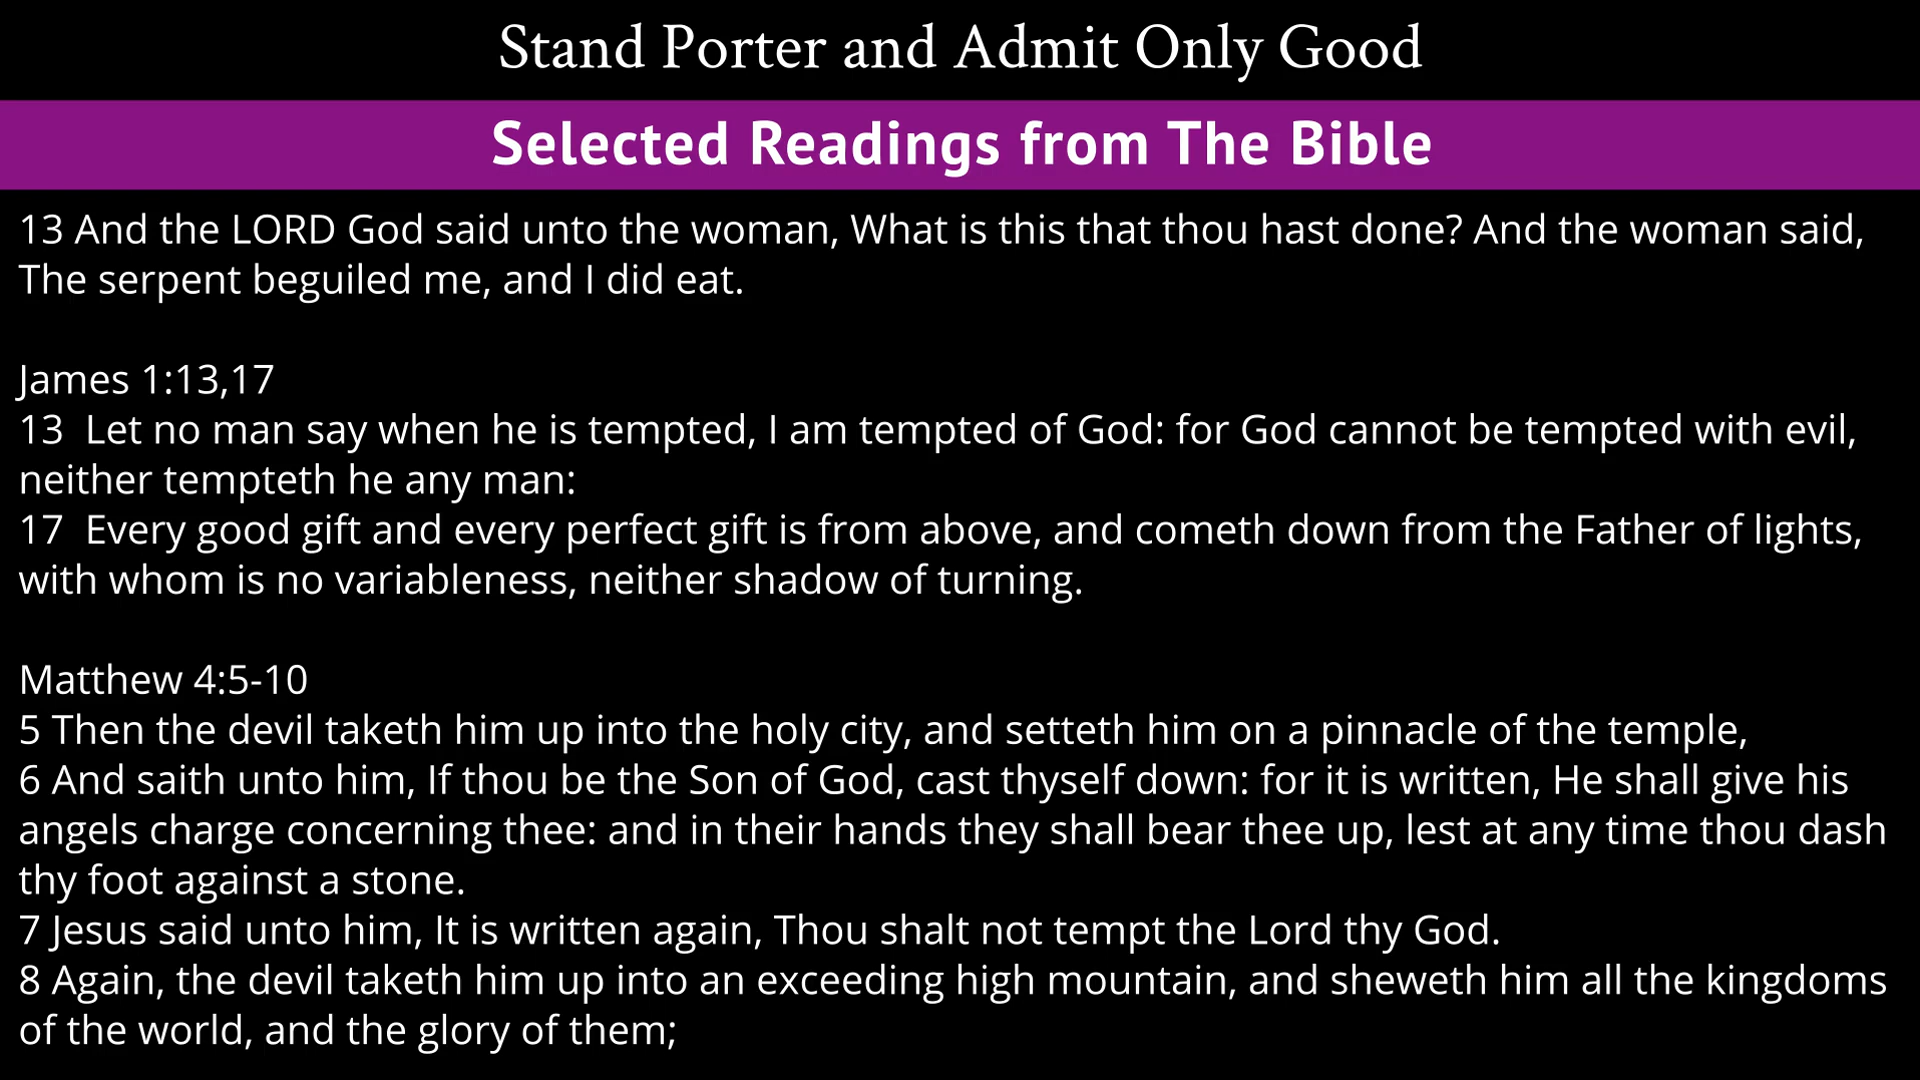 Stand Porter and Admit Only Good
Selected Readings from The Bible
13 And the LORD God said unto the woman, What is this that thou hast done? And the woman said,
The serpent beguiled me, and I did eat.
James 1:13,17
13  Let no man say when he is tempted, I am tempted of God: for God cannot be tempted with evil,
neither tempteth he any man:
17  Every good gift and every perfect gift is from above, and cometh down from the Father of lights,
with whom is no variableness, neither shadow of turning.
Matthew 4:5-10
5 Then the devil taketh him up into the holy city, and setteth him on a pinnacle of the temple,
6 And saith unto him, If thou be the Son of God, cast thyself down: for it is written, He shall give his
angels charge concerning thee: and in their hands they shall bear thee up, lest at any time thou dash
thy foot against a stone.
7 Jesus said unto him, It is written again, Thou shalt not tempt the Lord thy God.
8 Again, the devil taketh him up into an exceeding high mountain, and sheweth him all the kingdoms
of the world, and the glory of them;